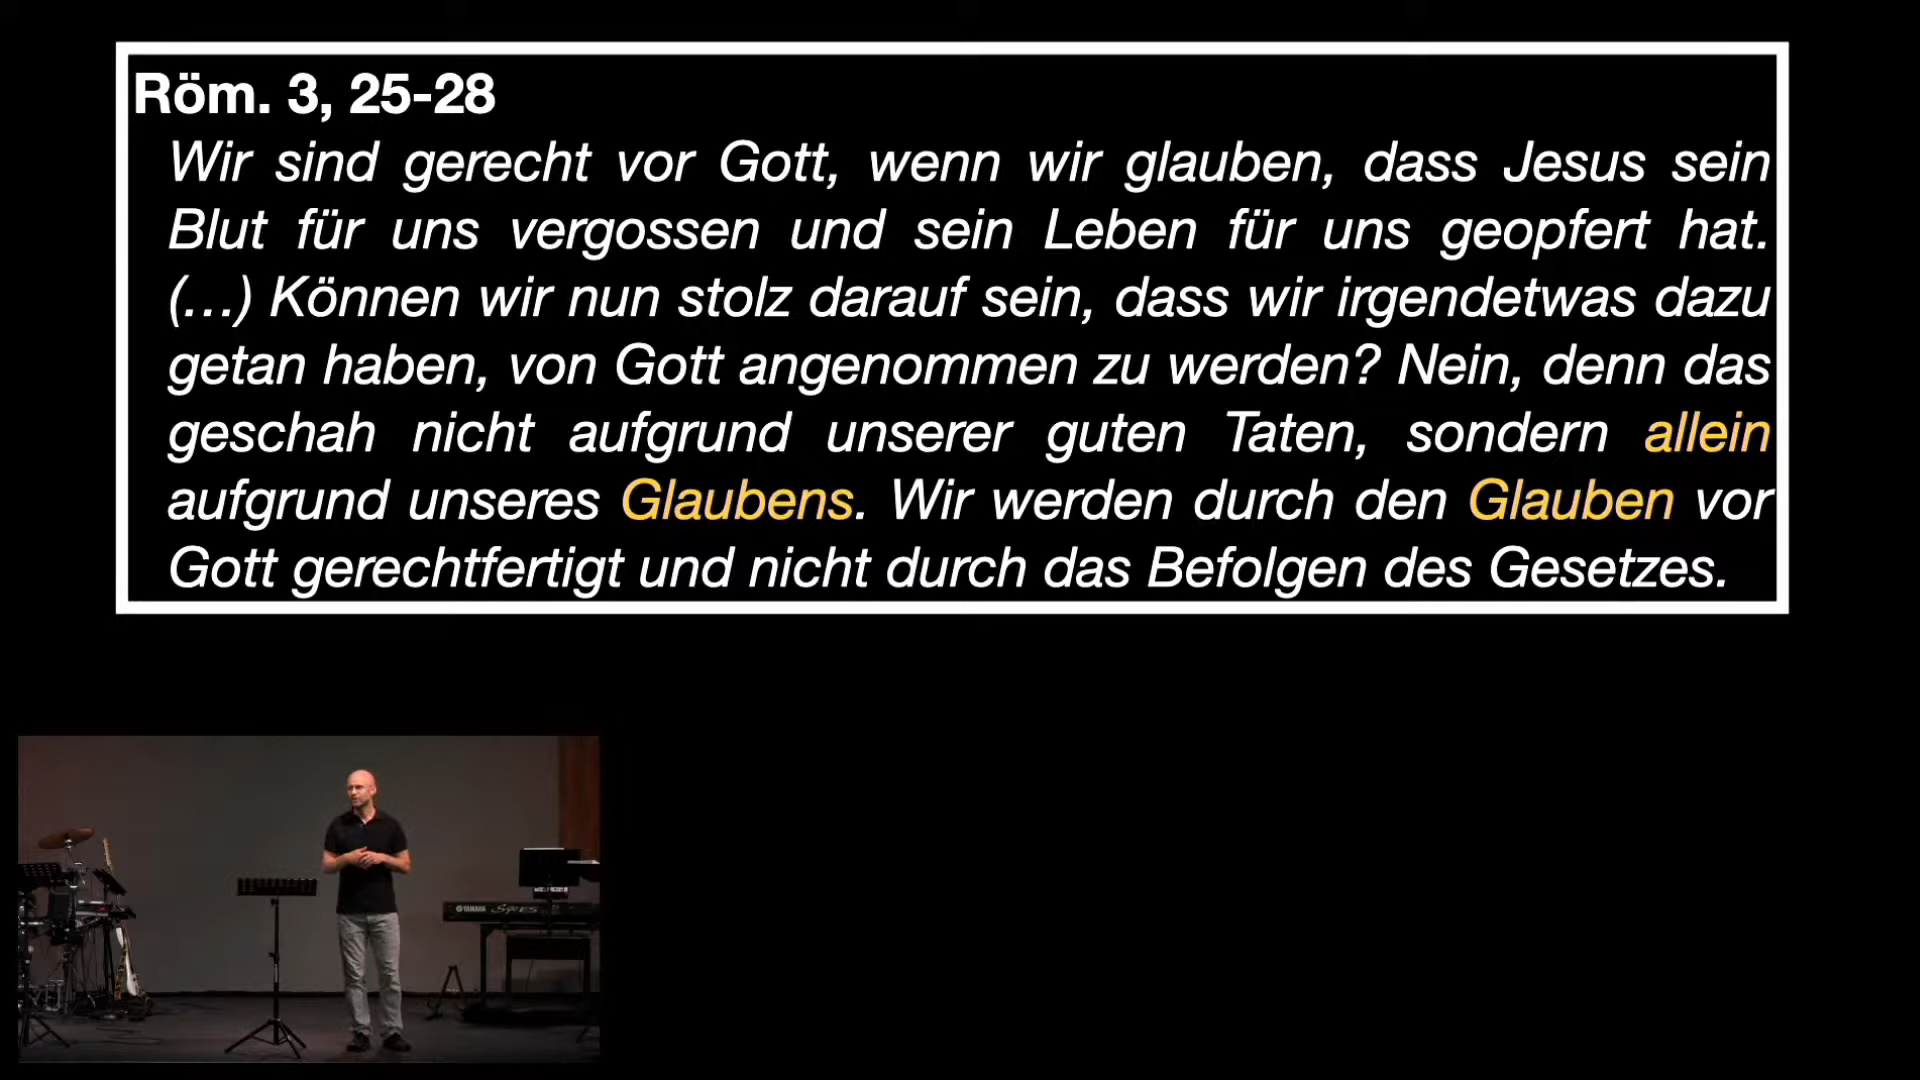 Röm. 3, 25-28
Wir sind gerecht vor Gott, wenn wir glauben, dass Jesus sein
Blut für uns vergossen und sein Leben für uns geopfert hat.
(…) Können wir nun stolz darauf sein, dass wir irgendetwas dazu
getan haben, von Gott angenommen zu werden? Nein, denn das
geschah nicht aufgrund unserer guten Taten, sondern allein
aufgrund unseres Glaubens. Wir werden durch den Glauben vor
Gott gerechtfertigt und nicht durch das Befolgen des Gesetzes.
YAMAHA